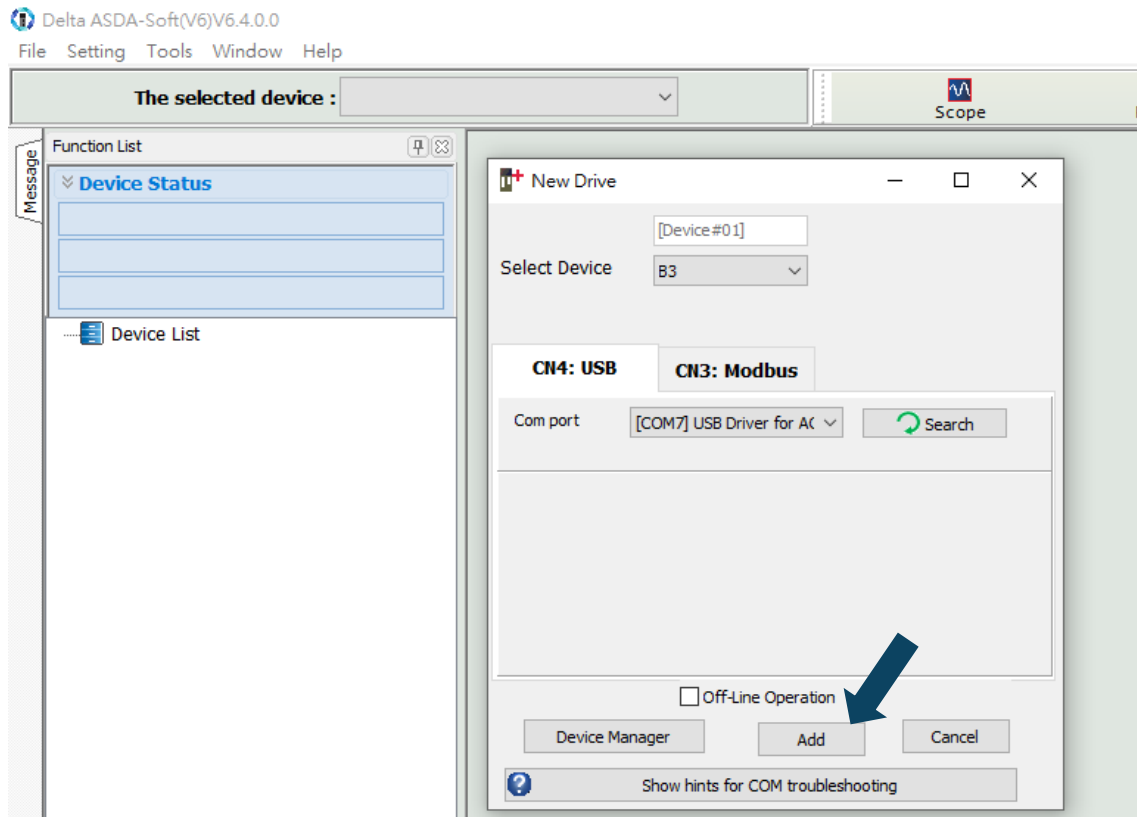 Delta ASDA-Soft(V6)V6.4.0.0
File Setting Tools Window Help
The selected device :
Scope
Message
Function List
Device Status
Device List
New Drive
[Device#01]
Select Device B3
CN4: USB CN3: Modbus
Com port [COM7] USB Driver for A( Search
Off-Line Operation
Device Manager Add Cancel
Show hints for COM troubleshooting